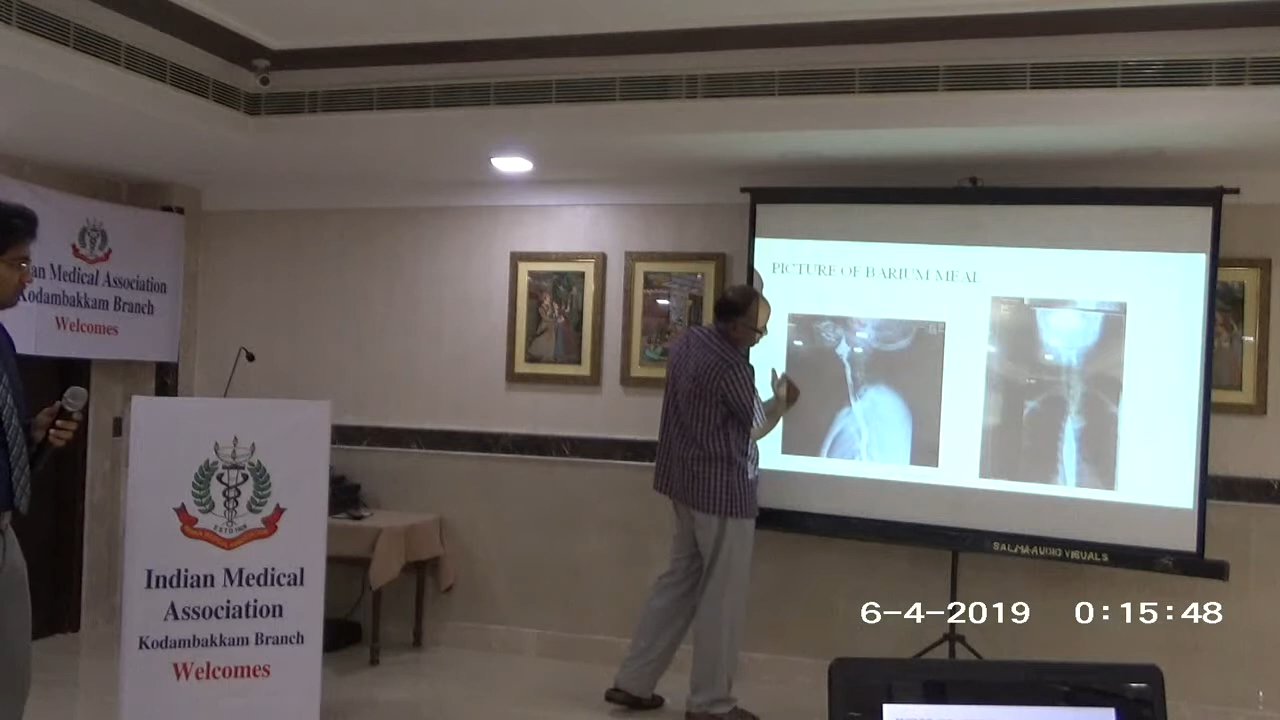 an Medical Association
Kodambakkam Branch
Welcomes
PICTURE OF BARIUM MEAL
Indian Medical
Association
Kodambakkam Branch
Welcomes
SALMA AUDIO VISUALS
6-4-2019 0:15:48